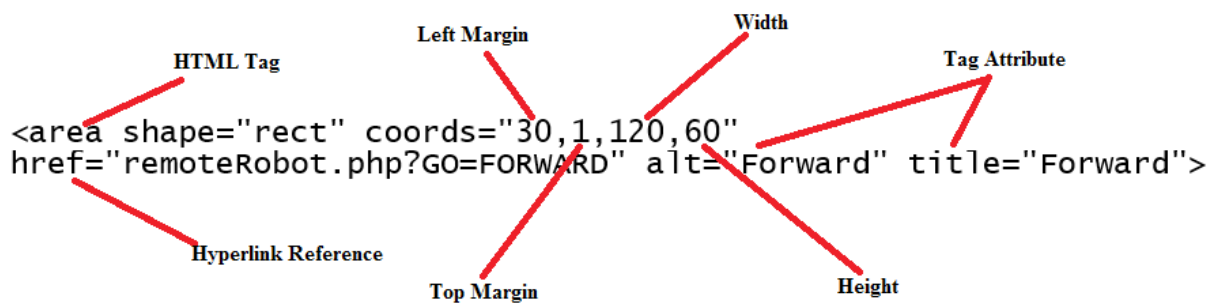 Left Margin
Width
HTML Tag
Tag Attribute
<area shape="rect" coords="30,1,120,60"
href="remoteRobot.php?GO=FORWARD" alt="Forward" title="Forward">
Hyperlink Reference
Top Margin
Height